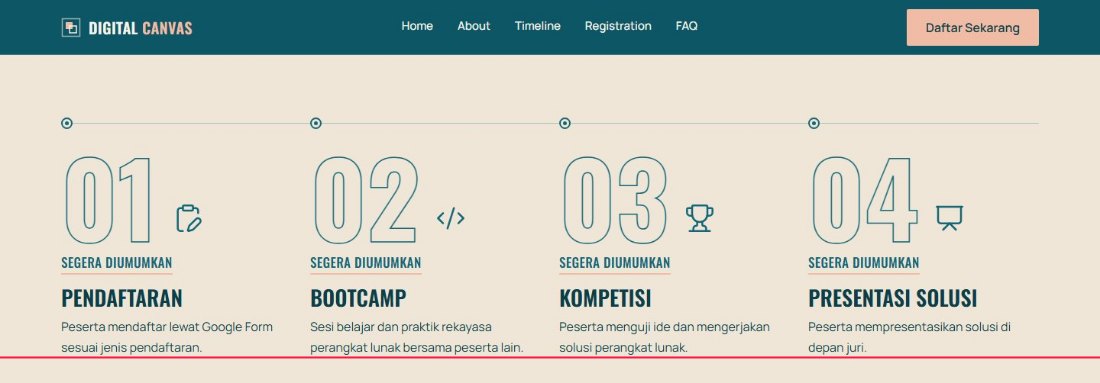 DIGITAL CANVAS
Home About Timeline Registration FAQ
Daftar Sekarang
01
SEGERA DIUMUMKAN
PENDAFTARAN
Peserta mendaftar lewat Google Form
sesuai jenis pendaftaran.
02
SEGERA DIUMUMKAN
BOOTCAMP
Sesi belajar dan praktik rekayasa
perangkat lunak bersama peserta lain.
03
SEGERA DIUMUMKAN
KOMPETISI
Peserta menguji ide dan mengerjakan
solusi perangkat lunak.
04
SEGERA DIUMUMKAN
PRESENTASI SOLUSI
Peserta mempresentasikan solusi di
depan juri.